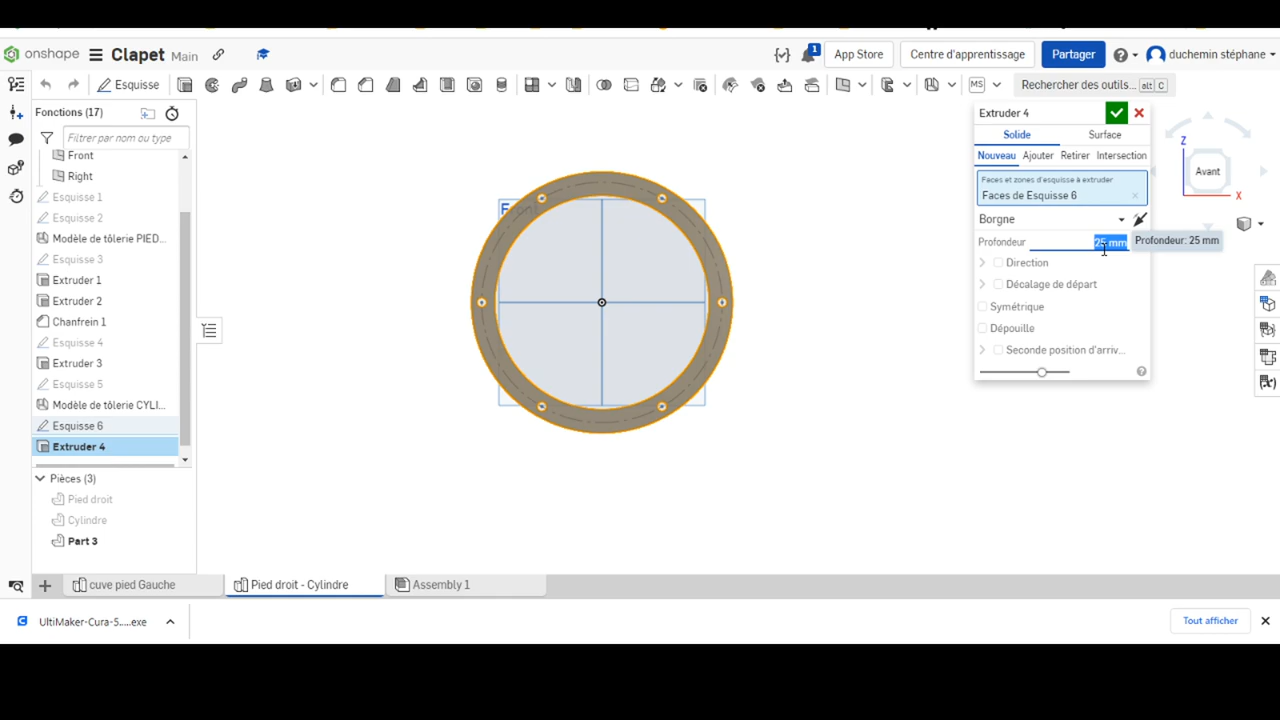 onshape Clapet Main
1 App Store Centre d'apprentissage Partager duchemin stéphane
Esquisse MS Rechercher des outils... alt C
Fonctions (17)
Filtrer par nom ou type
Front
Right
Esquisse 1
Esquisse 2
Modèle de tôlerie PIED...
Esquisse 3
Extruder 1
Extruder 2
Chanfrein 1
Esquisse 4
Extruder 3
Esquisse 5
Modèle de tôlerie CYLI...
Esquisse 6
Extruder 4
Pièces (3)
Pied droit
Cylindre
Part 3
Extruder 4
Solide Surface
Nouveau Ajouter Retirer Intersection
Faces et zones d'esquisse à extruder
Faces de Esquisse 6
Borgne
Profondeur 25 mm
Profondeur: 25 mm
Direction
Décalage de départ
Symétrique
Dépouille
Seconde position d'arriv...
Z
Avant
X
cuve pied Gauche Pied droit - Cylindre Assembly 1
UltiMaker-Cura-5.....exe Tout afficher